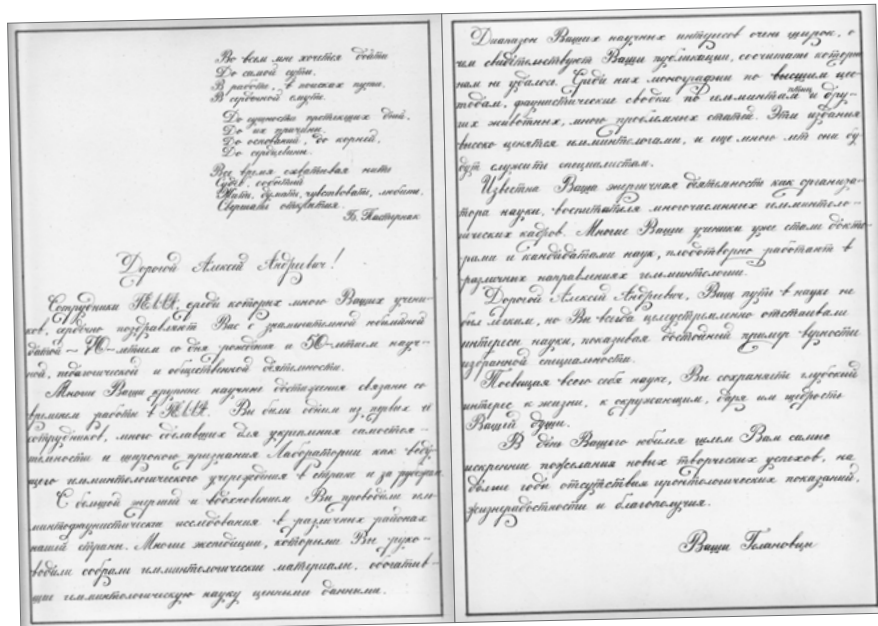 Во всем мне хочется дойти
До самой сути.
В работе, в поисках пути,
В сердечной смуте.
До сущности протекших дней,
До их причины,
До оснований, до корней,
До сердцевины.
Все время схватывая нить
Судеб, событий
Жить, думать, чувствовать, любить,
Свершать открытия.
Б. Пастернак
Дорогой Алексей Андреевич!
Сотрудники ГЕЛАН, среди которых много Ваших учени-
ков, сердечно поздравляют Вас с знаменательной юбилейной
датой - 70-летием со дня рождения и 50-летием науч-
ной, педагогической и общественной деятельности.
Многие Ваши крупные научные достижения связаны со
временем работы в ГЕЛАН. Вы были одним из первых её
сотрудников, много сделавших для укрепления самостоя-
тельности и широкого признания Лаборатории как веду-
щего гельминтологического учреждения в стране и за рубежом.
С большой энергией и вдохновением Вы проводили гель-
минтофаунистические исследования в различных районах
нашей страны. Многие экспедиции, которыми Вы руко-
водили собрали гельминтологические материалы, обогатив-
шие гельминтологическую науку ценными данными.
Диапазон Ваших научных интересов очень широк, о
чем свидетельствуют Ваши публикации, сосчитать которые
нам не удалось. Среди них монографии по высшим цес-
тодам, фаунистические сводки по гельминтам птиц и дру-
гих животных, много проблемных статей. Эти издания
высоко ценятся гельминтологами, и еще много лет они бу-
дут служить специалистам.
Известна Ваша энергичная деятельность как организа-
тора науки, воспитателя многочисленных гельминтоло-
гических кадров. Многие Ваши ученики уже стали докто-
рами и кандидатами наук, плодотворно работают в
различных направлениях гельминтологии.
Дорогой Алексей Андреевич, Ваш путь в науке не
был легким, но Вы всегда целеустремленно отстаивали
интересы науки, показывая достойный пример верности
избранной специальности.
Посвящая всего себя науке, Вы сохраняете глубокий
интерес к жизни, к окружающим, даря им щедрость
Вашей души.
В день Вашего юбилея шлем Вам самые
искренние пожелания новых творческих успехов, на
долгие годы отсутствия геронтологических показаний,
жизнерадостности и благополучия.
Ваши Гелановцы